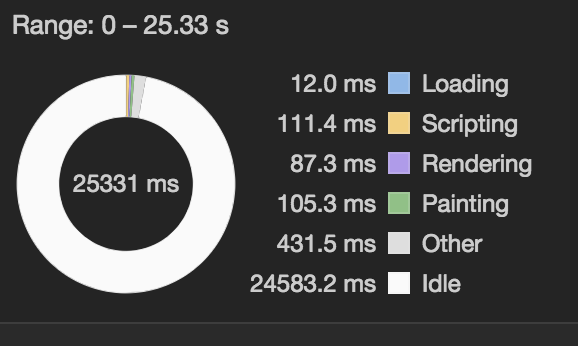 Range: 0 – 25.33 s
25331 ms
12.0 ms Loading
111.4 ms Scripting
87.3 ms Rendering
105.3 ms Painting
431.5 ms Other
24583.2 ms Idle